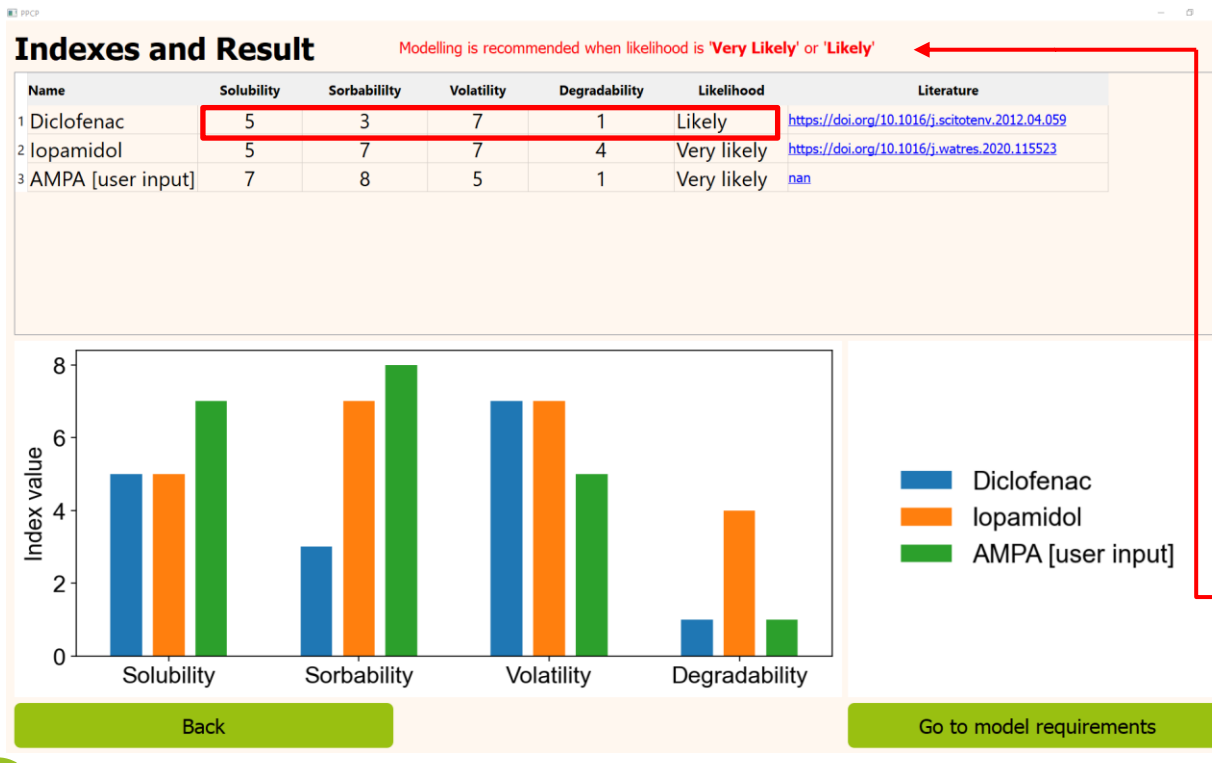 PPCP
Indexes and Result
Modelling is recommended when likelihood is 'Very Likely' or 'Likely'
Name Solubility Sorbabililty Volatility Degradability Likelihood Literature
1 Diclofenac 5 3 7 1 Likely https://doi.org/10.1016/j.scitotenv.2012.04.059
2 Iopamidol 5 7 7 4 Very likely https://doi.org/10.1016/j.watres.2020.115523
3 AMPA [user input] 7 8 5 1 Very likely nan
8
6
4
2
0
Index value
Solubility Sorbability Volatility Degradability
Diclofenac
Iopamidol
AMPA [user input]
Back Go to model requirements